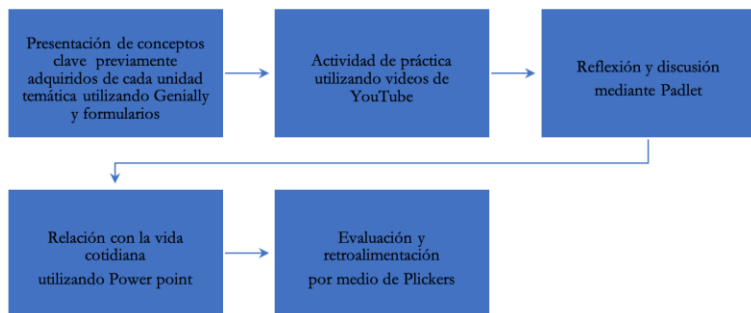 Presentación de conceptos
clave previamente
adquiridos de cada unidad
temática utilizando Genially
y formularios
Actividad de práctica
utilizando videos de
YouTube
Reflexión y discusión
mediante Padlet
Relación con la vida
cotidiana
utilizando Power point
Evaluación y
retroalimentación
por medio de Plickers